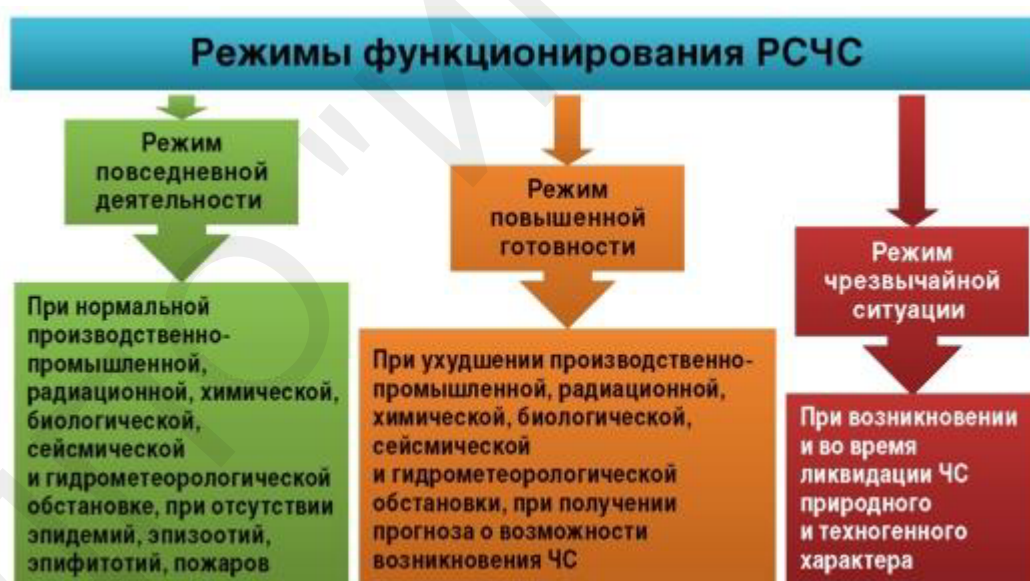 Режимы функционирования РСЧС
Режим
повседневной
деятельности
При нормальной
производственно-
промышленной,
радиационной, химической,
биологической,
сейсмической
и гидрометеорологической
обстановке, при отсутствии
эпидемий, эпизоотий,
эпифитотий, пожаров
Режим
повышенной
готовности
При ухудшении производственно-
промышленной, радиационной,
химической, биологической,
сейсмической
и гидрометеорологической
обстановки, при получении
прогноза о возможности
возникновения ЧС
Режим
чрезвычайной
ситуации
При возникновении
и во время
ликвидации ЧС
природного
и техногенного
характера